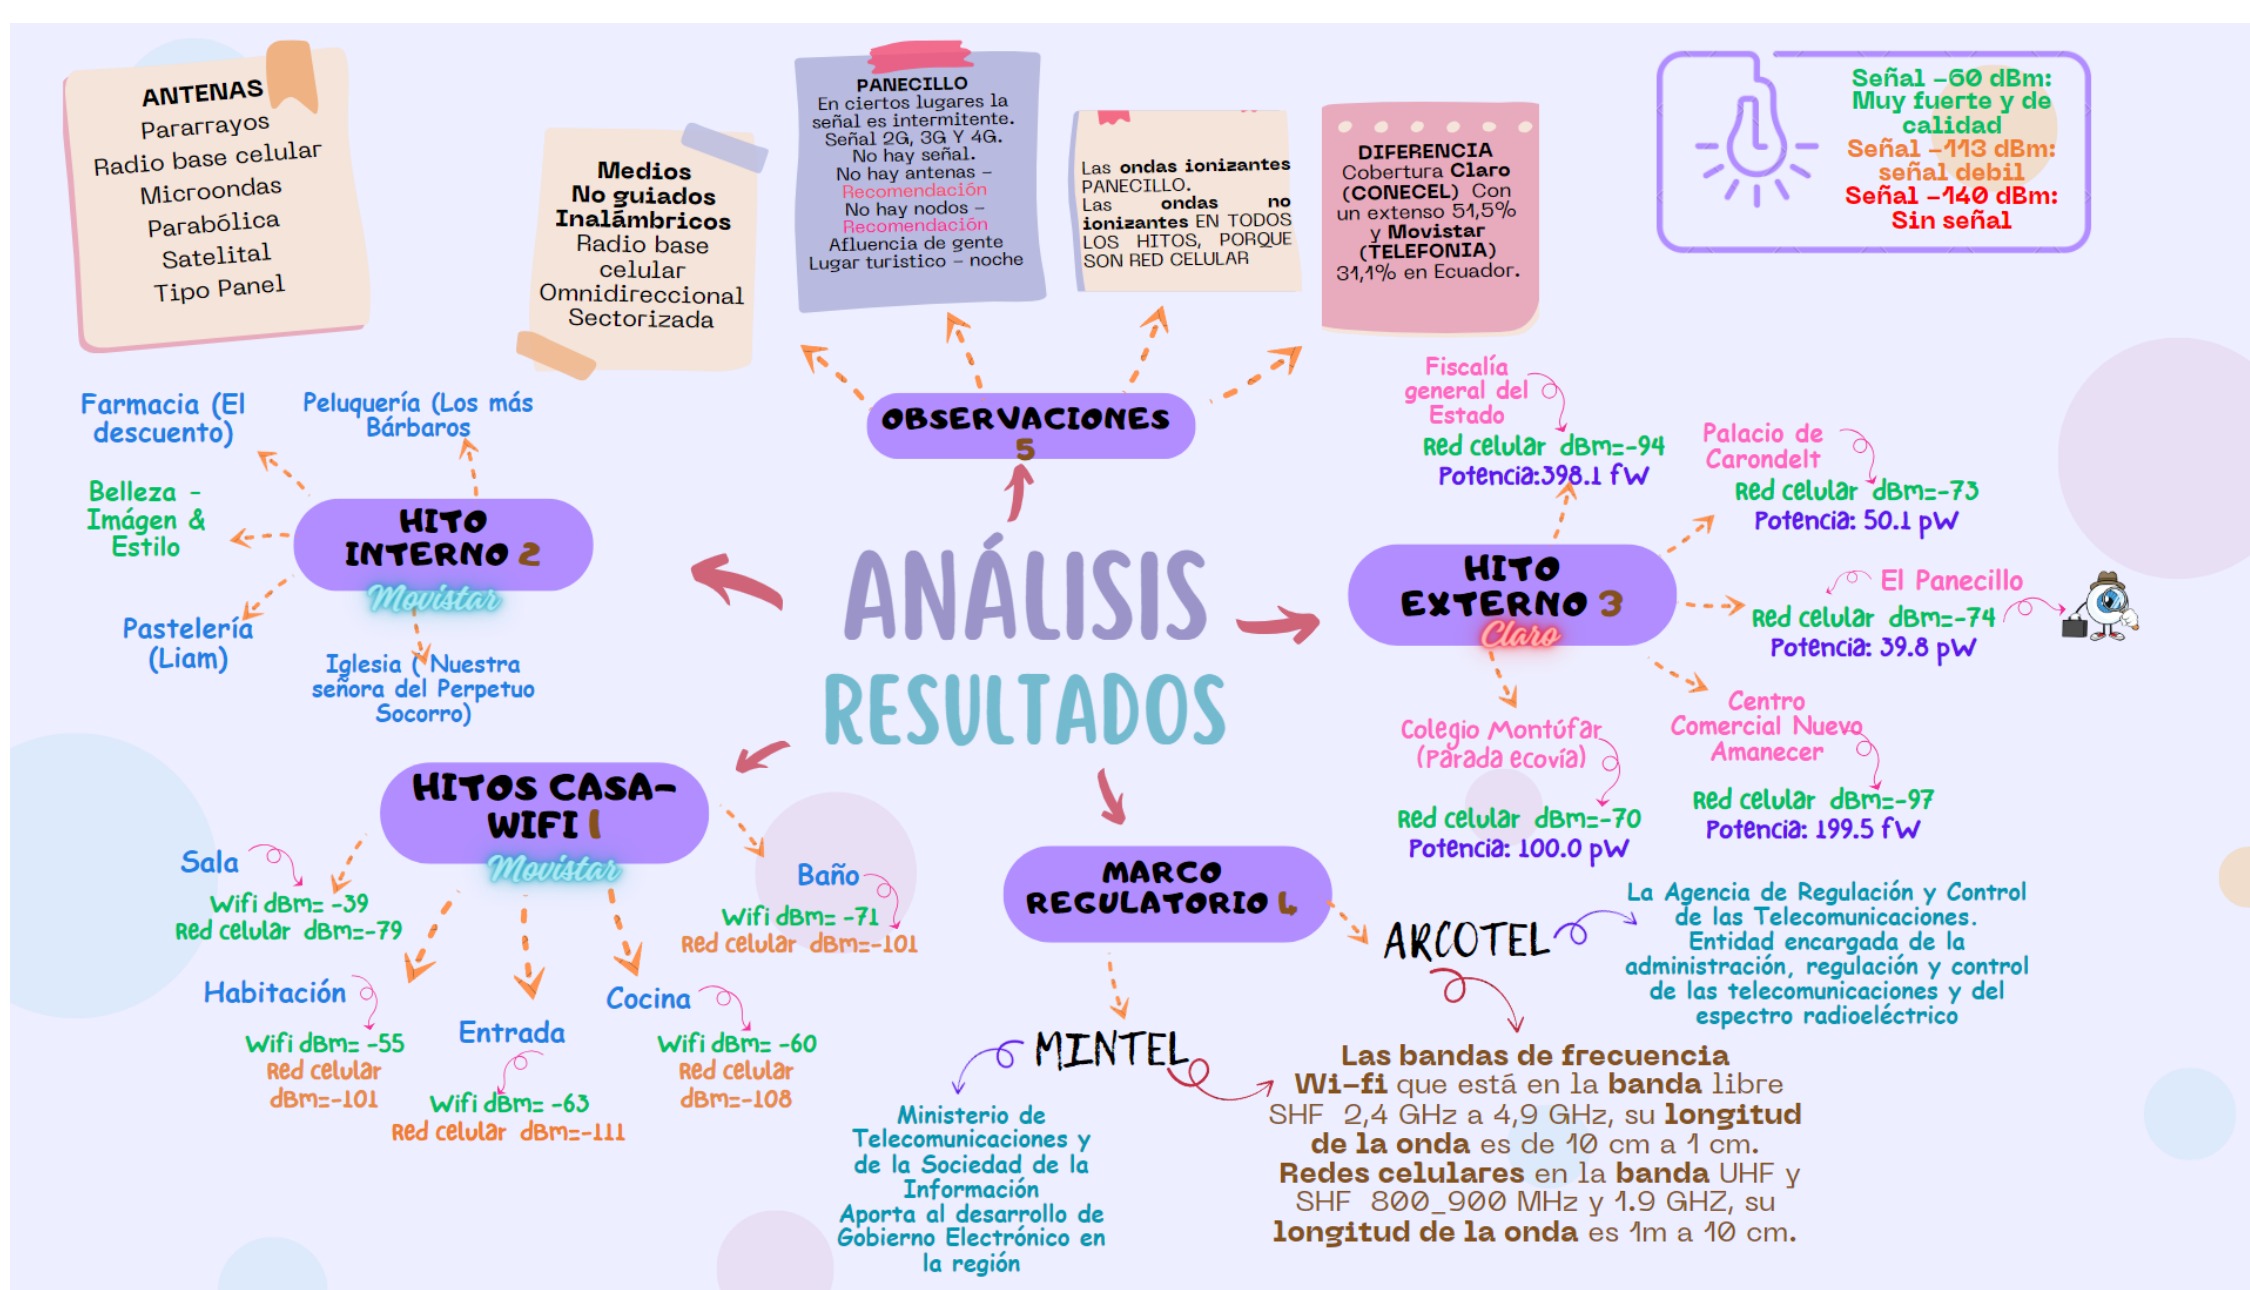 ANTENAS
Pararrayos
Radio base celular
Microondas
Parabólica
Satelital
Tipo Panel
Medios
No guiados
Inalámbricos
Radio base
celular
Omnidireccional
Sectorizada
PANECILLO
En ciertos lugares la
señal es intermitente.
Señal 2G, 3G Y 4G.
No hay señal.
No hay antenas –
Recomendación
No hay nodos –
Recomendación
Afluencia de gente
Lugar turistico – noche
Las ondas ionizantes
PANECILLO.
Las ondas no
ionizantes EN TODOS
LOS HITOS, PORQUE
SON RED CELULAR
DIFERENCIA
Cobertura Claro
(CONECEL) Con
un extenso 51,5%
y Movistar
(TELEFONIA)
31,1% en Ecuador.
Señal –60 dBm:
Muy fuerte y de
calidad
Señal –113 dBm:
señal debil
Señal –140 dBm:
Sin señal
OBSERVACIONES
5
Farmacia (El
descuento)
Peluquería (Los más
Bárbaros
Belleza -
Imágen &
Estilo
HITO
INTERNO 2
Movistar
Pastelería
(Liam)
Iglesia ( Nuestra
señora del Perpetuo
Socorro)
ANÁLISIS
RESULTADOS
Fiscalía
general del
Estado
Red celular dBm=-94
Potencia:398.1 fW
Palacio de
Carondelt
Red celular dBm=-73
Potencia: 50.1 pW
HITO
EXTERNO 3
Claro
El Panecillo
Red celular dBm=-74
Potencia: 39.8 pW
Colegio Montúfar
(Parada ecovía)
Red celular dBm=-70
Potencia: 100.0 pW
Centro
Comercial Nuevo
Amanecer
Red celular dBm=-97
Potencia: 199.5 fW
HITOS CASA-
WIFI 1
Movistar
Sala
Wifi dBm= -39
Red celular dBm=-79
Habitación
Wifi dBm= -55
Red celular
dBm=-101
Entrada
Wifi dBm= -63
Red celular dBm=-111
Cocina
Wifi dBm= -60
Red celular
dBm=-108
Baño
Wifi dBm= -71
Red celular dBm=-101
MARCO
REGULATORIO 4
ARCOTEL
La Agencia de Regulación y Control
de las Telecomunicaciones.
Entidad encargada de la
administración, regulación y control
de las telecomunicaciones y del
espectro radioeléctrico
MINTEL
Ministerio de
Telecomunicaciones y
de la Sociedad de la
Información
Aporta al desarrollo de
Gobierno Electrónico en
la región
Las bandas de frecuencia
Wi–fi que está en la banda libre
SHF 2,4 GHz a 4,9 GHz, su longitud
de la onda es de 10 cm a 1 cm.
Redes celulares en la banda UHF y
SHF 800_900 MHz y 1.9 GHZ, su
longitud de la onda es 1m a 10 cm.